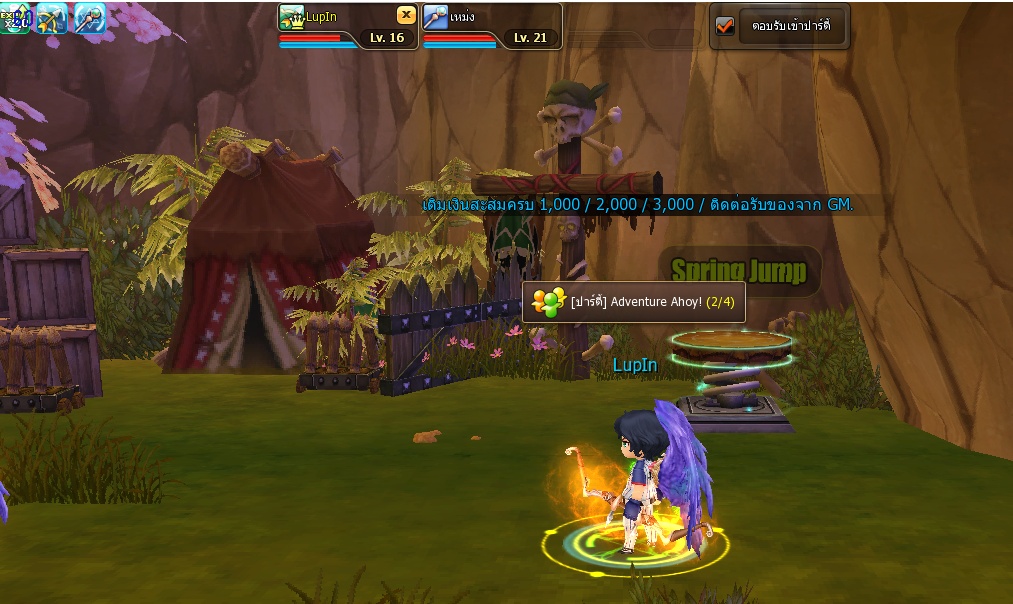 EXP
x20
LupIn
Lv. 16
เหม่ง
Lv. 21
ตอบรับเข้าปาร์ตี้
เติมเงินสะสมครบ 1,000 / 2,000 / 3,000 / ติดต่อรับของจาก GM.
Spring Jump
[ปาร์ตี้] Adventure Ahoy! (2/4)
LupIn